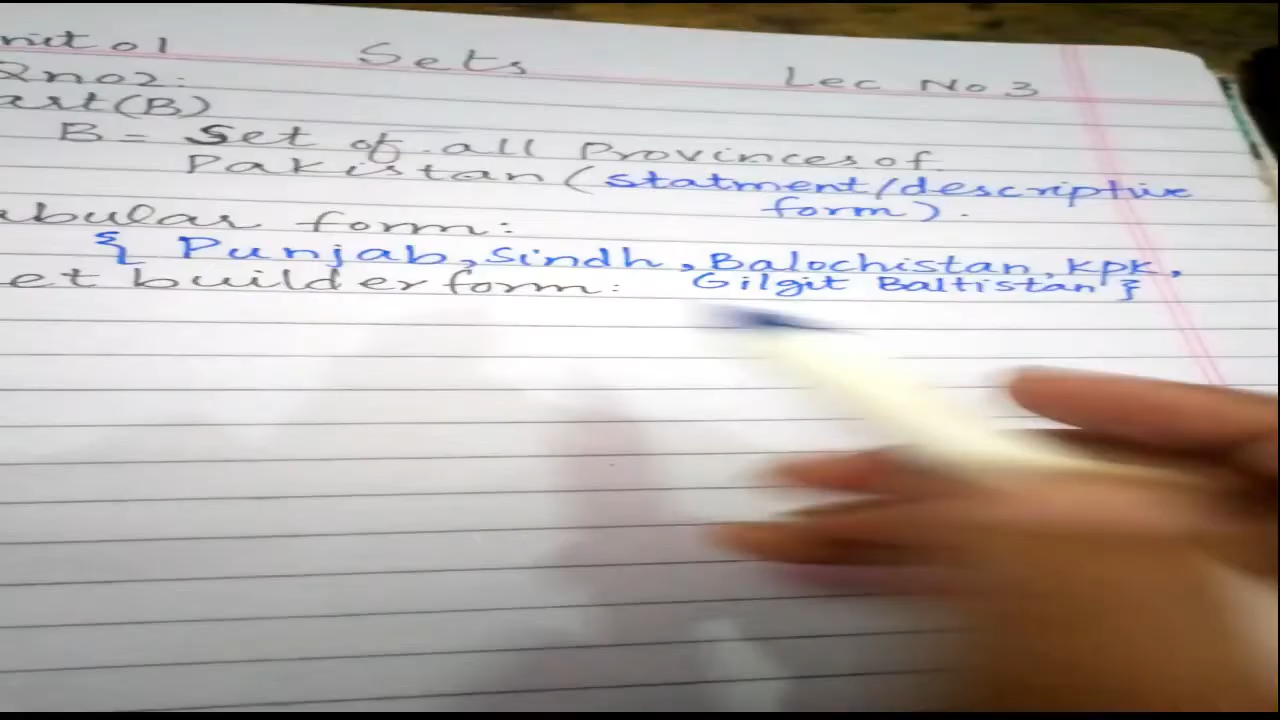 nit 01 Sets Lec No 3
Qno2:
art (B)
B = Set of all Provinces of
Pakistan (statment/descriptive
form).
abular form:
{ Punjab, Sindh, Balochistan, KPK,
Gilgit Baltistan }
et builder form: